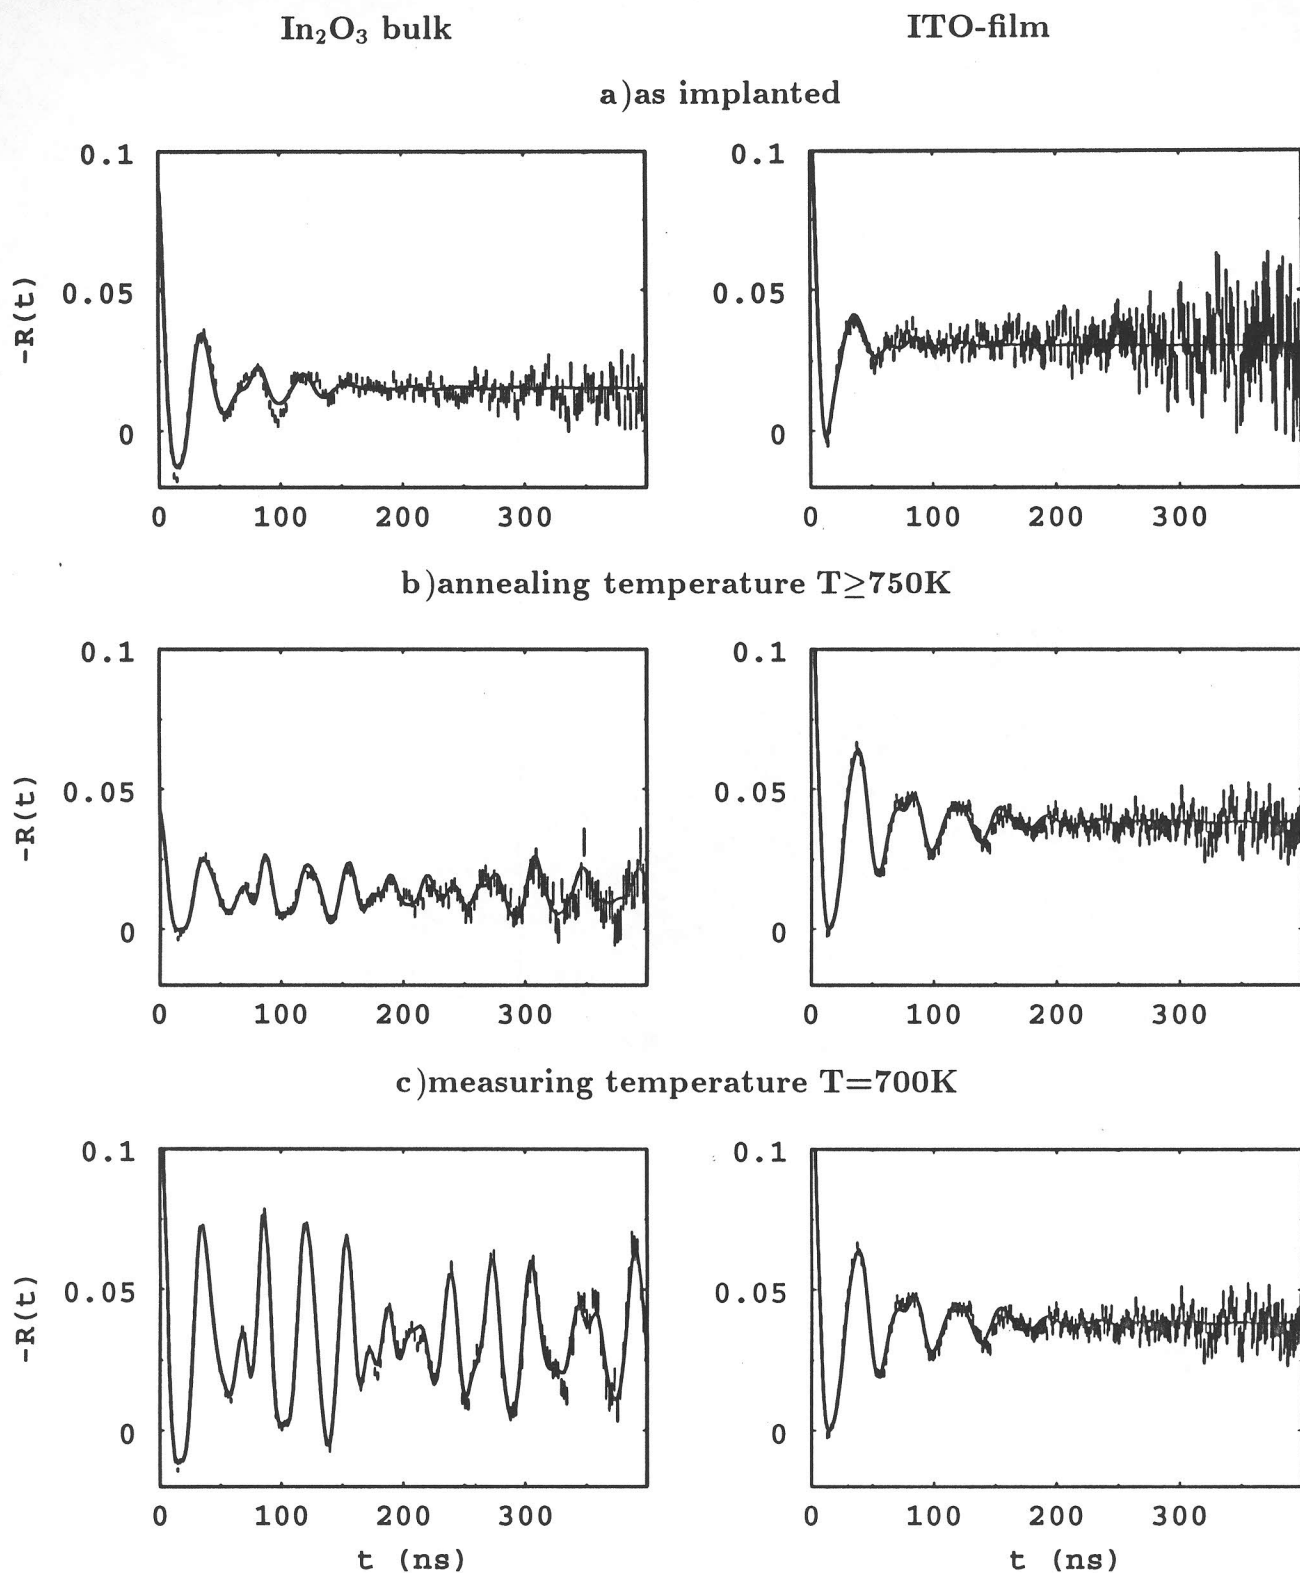 In₂O₃ bulk ITO-film
a)as implanted
0.1 0.1
-R(t) 0.05 0.05
0 0
0 100 200 300 0 100 200 300
b)annealing temperature T≥750K
0.1 0.1
-R(t) 0.05 0.05
0 0
0 100 200 300 0 100 200 300
c)measuring temperature T=700K
0.1 0.1
-R(t) 0.05 0.05
0 0
0 100 200 300 0 100 200 300
t (ns) t (ns)